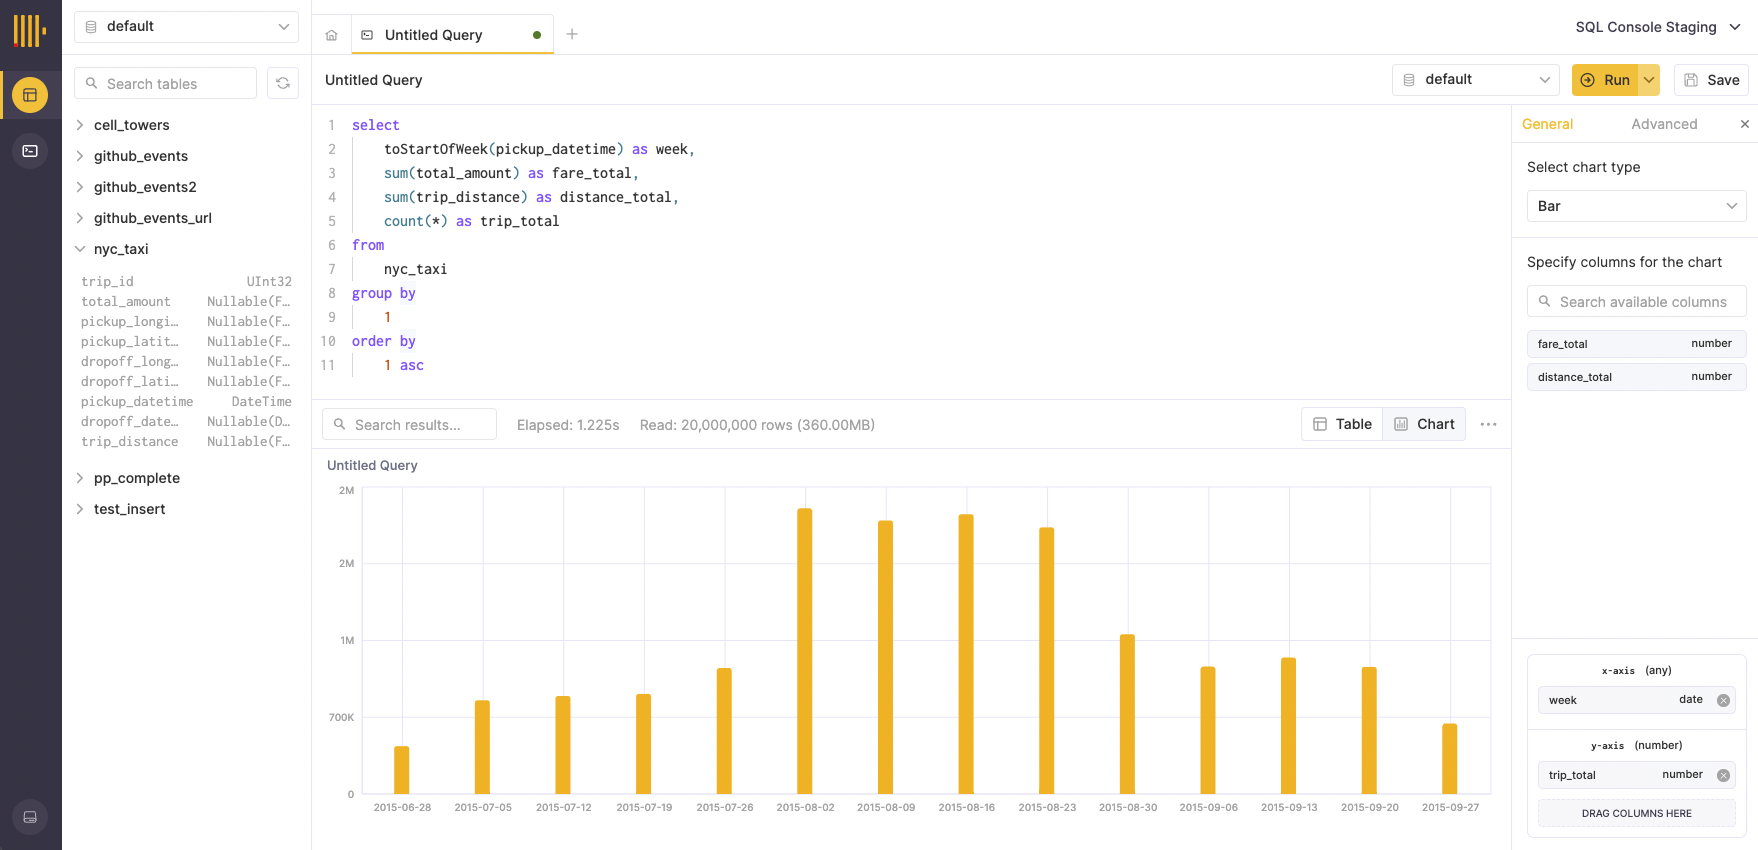 default
Untitled Query
SQL Console Staging
Search tables
Untitled Query
default
Run
Save
cell_towers
github_events
github_events2
github_events_url
nyc_taxi
trip_id UInt32
total_amount Nullable(F…
pickup_longi… Nullable(F…
pickup_latit… Nullable(F…
dropoff_long… Nullable(F…
dropoff_lati… Nullable(F…
pickup_datetime DateTime
dropoff_date… Nullable(D…
trip_distance Nullable(F…
pp_complete
test_insert
1 select
2 toStartOfWeek(pickup_datetime) as week,
3 sum(total_amount) as fare_total,
4 sum(trip_distance) as distance_total,
5 count(*) as trip_total
6 from
7 nyc_taxi
8 group by
9 1
10 order by
11 1 asc
Search results...
Elapsed: 1.225s
Read: 20,000,000 rows (360.00MB)
Table
Chart
Untitled Query
2M
2M
1M
700K
0
2015-06-28 2015-07-05 2015-07-12 2015-07-19 2015-07-26 2015-08-02 2015-08-09 2015-08-16 2015-08-23 2015-08-30 2015-09-06 2015-09-13 2015-09-20 2015-09-27
General Advanced
Select chart type
Bar
Specify columns for the chart
Search available columns
fare_total number
distance_total number
x-axis (any)
week date
y-axis (number)
trip_total number
DRAG COLUMNS HERE